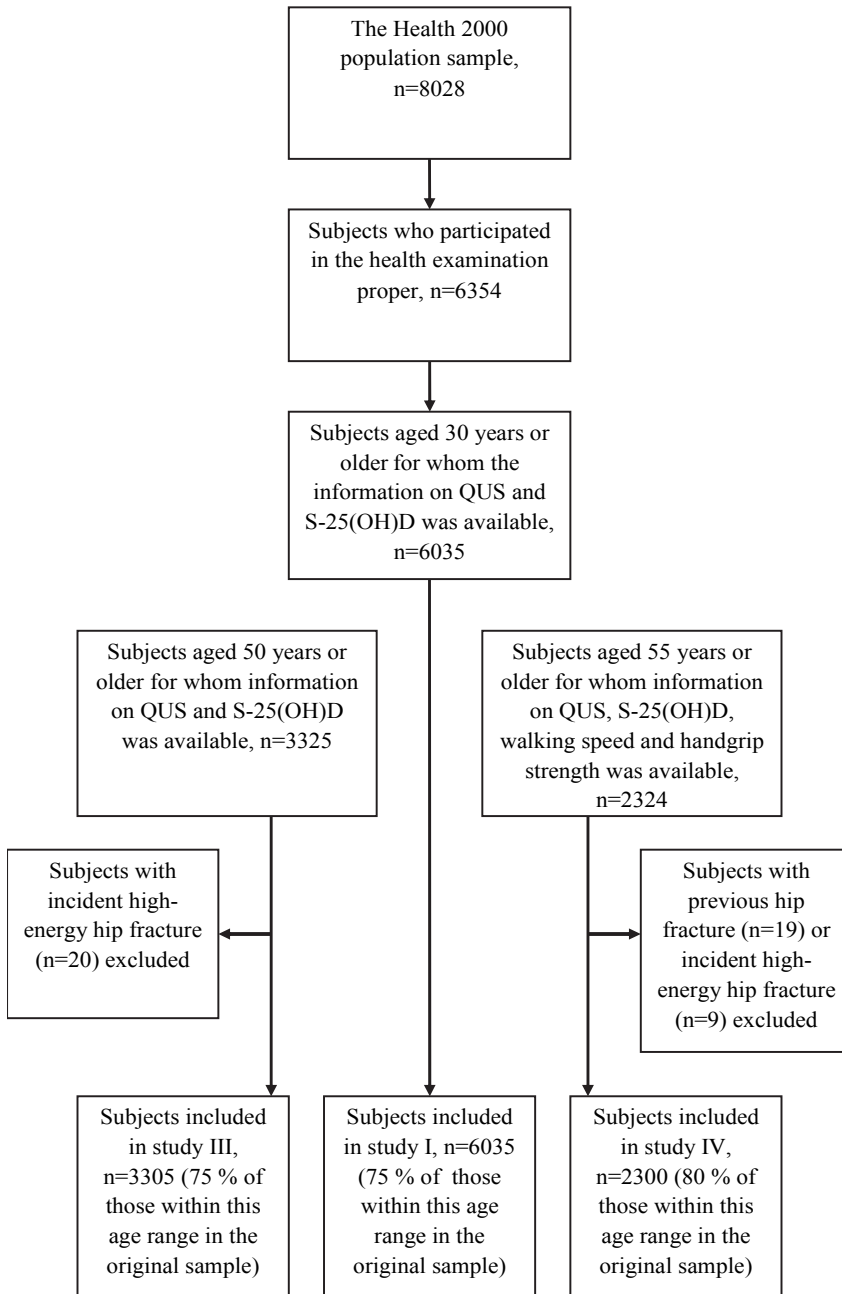 The Health 2000
population sample,
n=8028
Subjects who participated
in the health examination
proper, n=6354
Subjects aged 30 years or
older for whom the
information on QUS and
S-25(OH)D was available,
n=6035
Subjects aged 50 years or
older for whom information
on QUS and S-25(OH)D
was available, n=3325
Subjects aged 55 years or
older for whom information
on QUS, S-25(OH)D,
walking speed and handgrip
strength was available,
n=2324
Subjects with
incident high-
energy hip fracture
(n=20) excluded
Subjects with
previous hip
fracture (n=19) or
incident high-
energy hip fracture
(n=9) excluded
Subjects included
in study III,
n=3305 (75 % of
those within this
age range in the
original sample)
Subjects included
in study I, n=6035
(75 % of  those
within this age
range in the
original sample)
Subjects included
in study IV,
n=2300 (80 % of
those within this
age range in the
original sample)